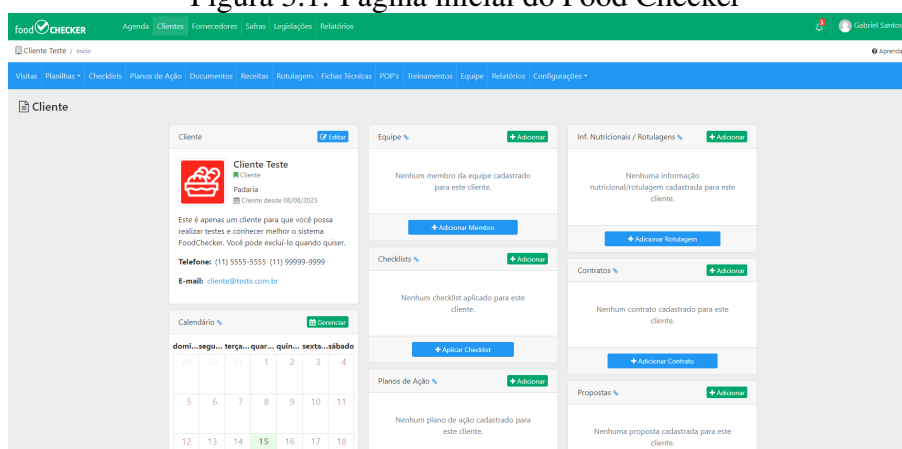 Figura 3.1: Página inicial do Food Checker
food CHECKER Agenda Clientes Fornecedores Safras Legislações Relatórios 3 Gabriel Santos
Cliente Teste / Início Aprenda
Visitas Planilhas Checklists Planos de Ação Documentos Receitas Rotulagem Fichas Técnicas POP's Treinamentos Equipe Relatórios Configurações
Cliente
Cliente Editar
Cliente Teste
Cliente
Padaria
Cliente desde 08/08/2023
Este é apenas um cliente para que você possa
realizar testes e conhecer melhor o sistema
FoodChecker. Você pode excluí-lo quando quiser.
Telefone: (11) 5555-5555 (11) 99999-9999
E-mail: cliente@teste.com.br
Calendário Gerenciar
domi... segu... terça... quar... quin... sexta... sábado
29 30 31 1 2 3 4
5 6 7 8 9 10 11
12 13 14 15 16 17 18
Equipe + Adicionar
Nenhum membro da equipe cadastrado
para este cliente.
+ Adicionar Membro
Checklists + Adicionar
Nenhum checklist aplicado para este
cliente.
+ Aplicar Checklist
Planos de Ação + Adicionar
Nenhum plano de ação cadastrado para
este cliente.
Inf. Nutricionais / Rotulagens + Adicionar
Nenhuma informação
nutricional/rotulagem cadastrada para este
cliente.
+ Adicionar Rotulagem
Contratos + Adicionar
Nenhum contrato cadastrado para este
cliente.
+ Adicionar Contrato
Propostas + Adicionar
Nenhuma proposta cadastrada para este
cliente.